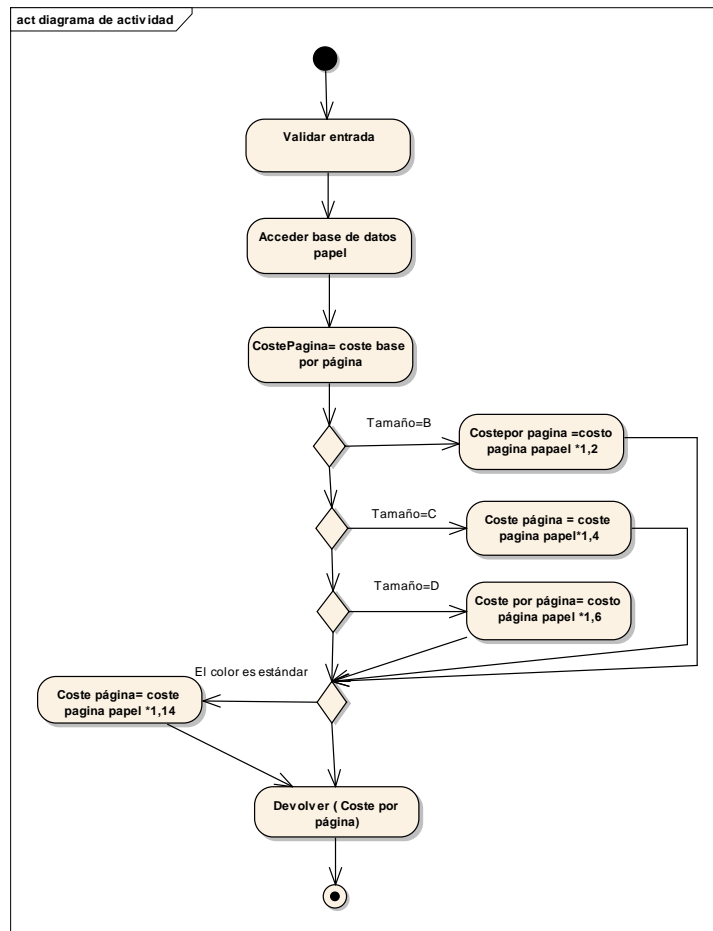 act diagrama de actividad
Validar entrada
Acceder base de datos
papel
CostePagina= coste base
por página
Tamaño=B
Costepor pagina =costo
pagina papael *1,2
Tamaño=C
Coste página = coste
pagina papel*1,4
Tamaño=D
Coste por página= costo
página papel *1,6
El color es estándar
Coste página= coste
pagina papel *1,14
Devolver ( Coste por
página)